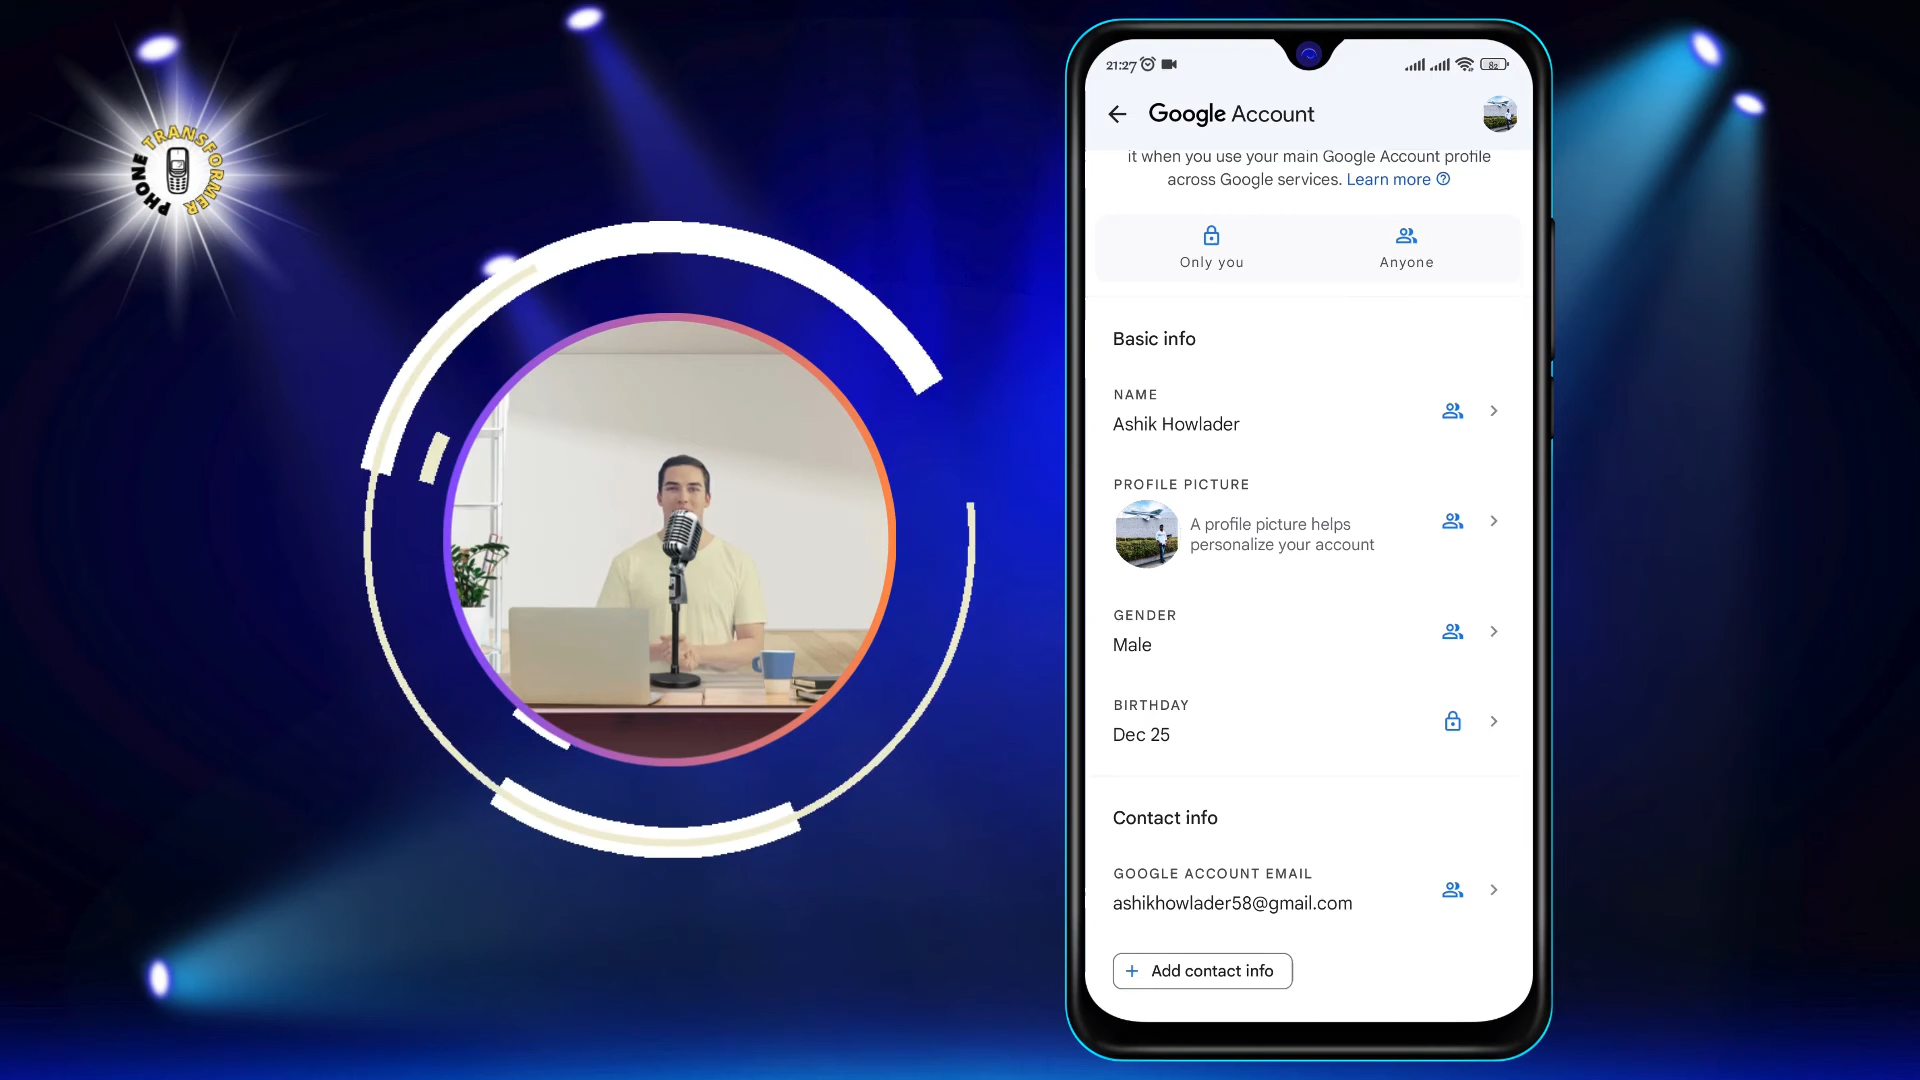 PHONE TRANSFORMER
21:27
82
Google Account
it when you use your main Google Account profile
across Google services. Learn more
Only you
Anyone
Basic info
NAME
Ashik Howlader
PROFILE PICTURE
A profile picture helps
personalize your account
GENDER
Male
BIRTHDAY
Dec 25
Contact info
GOOGLE ACCOUNT EMAIL
ashikhowlader58@gmail.com
+ Add contact info